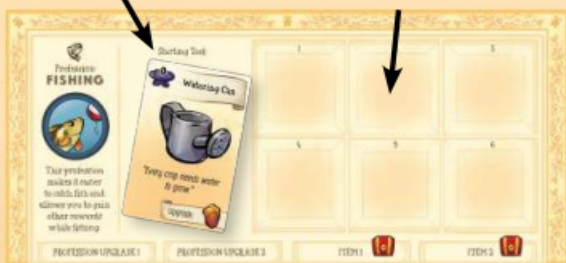 Profession
FISHING
This profession
makes it easier
to catch fish and
allows you to gain
other rewards
while fishing
Starting Tool:
Watering Can
"Every crop needs water
to grow."
Upgrade:
1
3
4
5
6
PROFESSION UPGRADE 1
PROFESSION UPGRADE 2
ITEM 1
ITEM 2